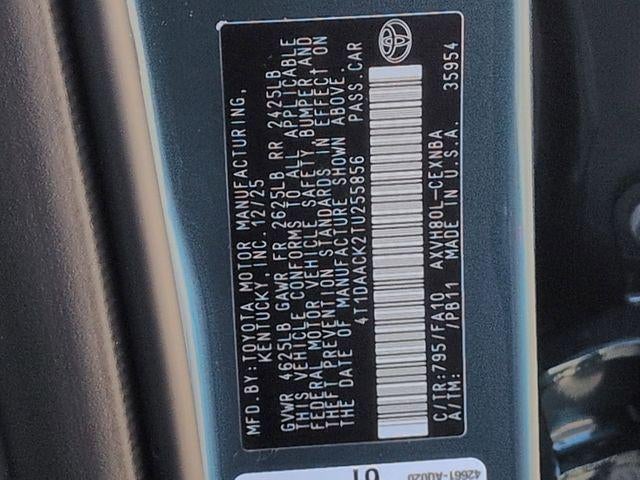 MFD.BY:TOYOTA MOTOR MANUFACTURING,
KENTUCKY, INC. 12/25
GVWR 4625LB GAWR FR 2625LB RR 2425LB
THIS VEHICLE CONFORMS TO ALL APPLICABLE
FEDERAL MOTOR VEHICLE SAFETY, BUMPER AND
THEFT PREVENTION STANDARDS IN EFFECT ON
THE DATE OF MANUFACTURE SHOWN ABOVE.
4T1DAACK2TU255856 PASS.CAR
C/TR:795/FA10 AXVH80L-CEXNBA
A/TM: /PB11 MADE IN U.S.A. 35954
42661-AU020